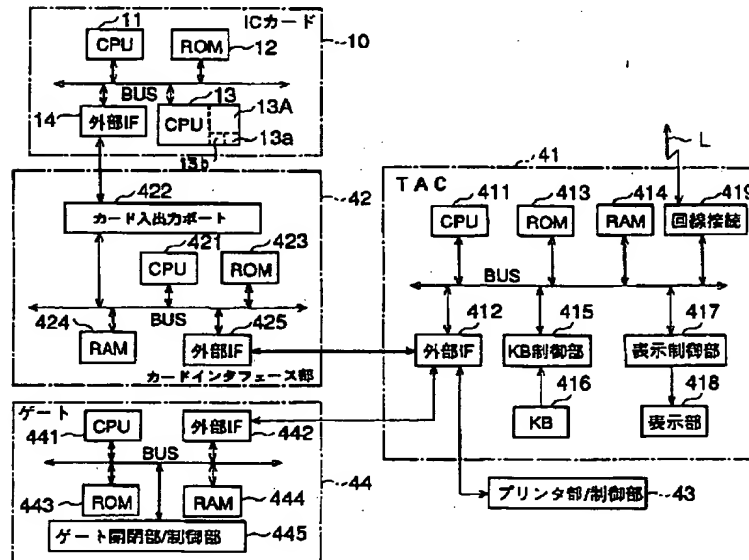 ICカード
10
11
CPU
ROM
12
BUS
13
13A
14
外部IF
CPU
13a
13b
422
42
カード入出力ポート
421
423
CPU
ROM
BUS
424
425
RAM
外部IF
カードインタフェース部
ゲート
CPU
外部IF
441
442
BUS
ROM
RAM
443
444
44
ゲート開閉部/制御部
445
L
41
TAC
411
413
414
419
CPU
ROM
RAM
回線接続
BUS
412
415
417
外部IF
KB制御部
表示制御部
416
418
KB
表示部
プリンタ部/制御部
43